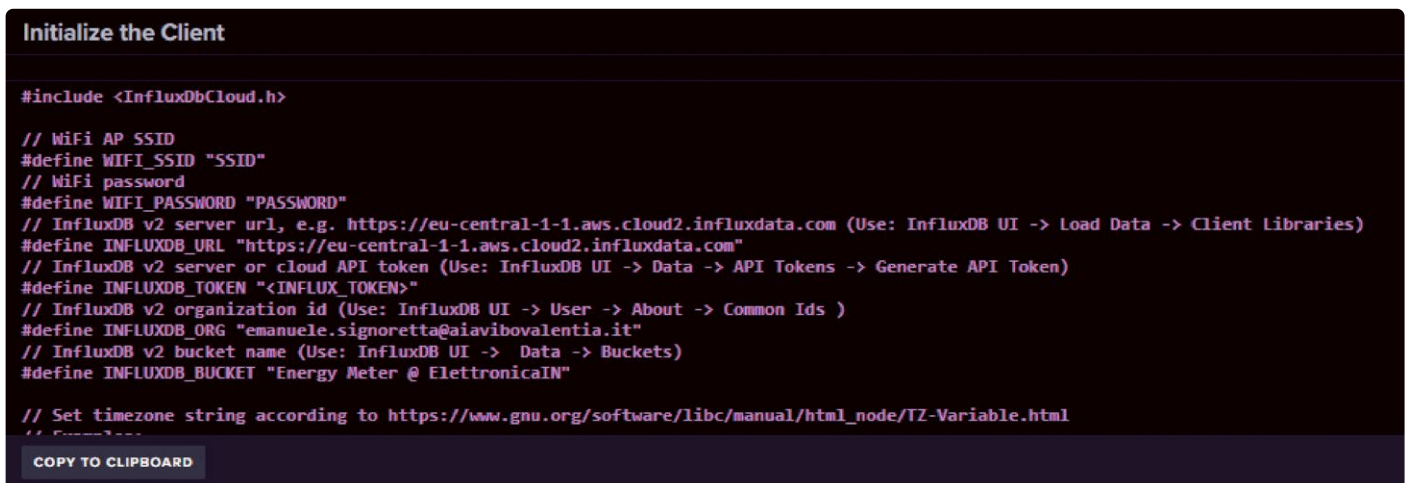 Initialize the Client
#include <InfluxDbCloud.h>
// WiFi AP SSID
#define WIFI_SSID "SSID"
// WiFi password
#define WIFI_PASSWORD "PASSWORD"
// InfluxDB v2 server url, e.g. https://eu-central-1-1.aws.cloud2.influxdata.com (Use: InfluxDB UI -> Load Data -> Client Libraries)
#define INFLUXDB_URL "https://eu-central-1-1.aws.cloud2.influxdata.com"
// InfluxDB v2 server or cloud API token (Use: InfluxDB UI -> Data -> API Tokens -> Generate API Token)
#define INFLUXDB_TOKEN "<INFLUX_TOKEN>"
// InfluxDB v2 organization id (Use: InfluxDB UI -> User -> About -> Common Ids )
#define INFLUXDB_ORG "emanuele.signoretta@aiavibovalentia.it"
// InfluxDB v2 bucket name (Use: InfluxDB UI ->  Data -> Buckets)
#define INFLUXDB_BUCKET "Energy Meter @ ElettronicaIN"
// Set timezone string according to https://www.gnu.org/software/libc/manual/html_node/TZ-Variable.html
COPY TO CLIPBOARD